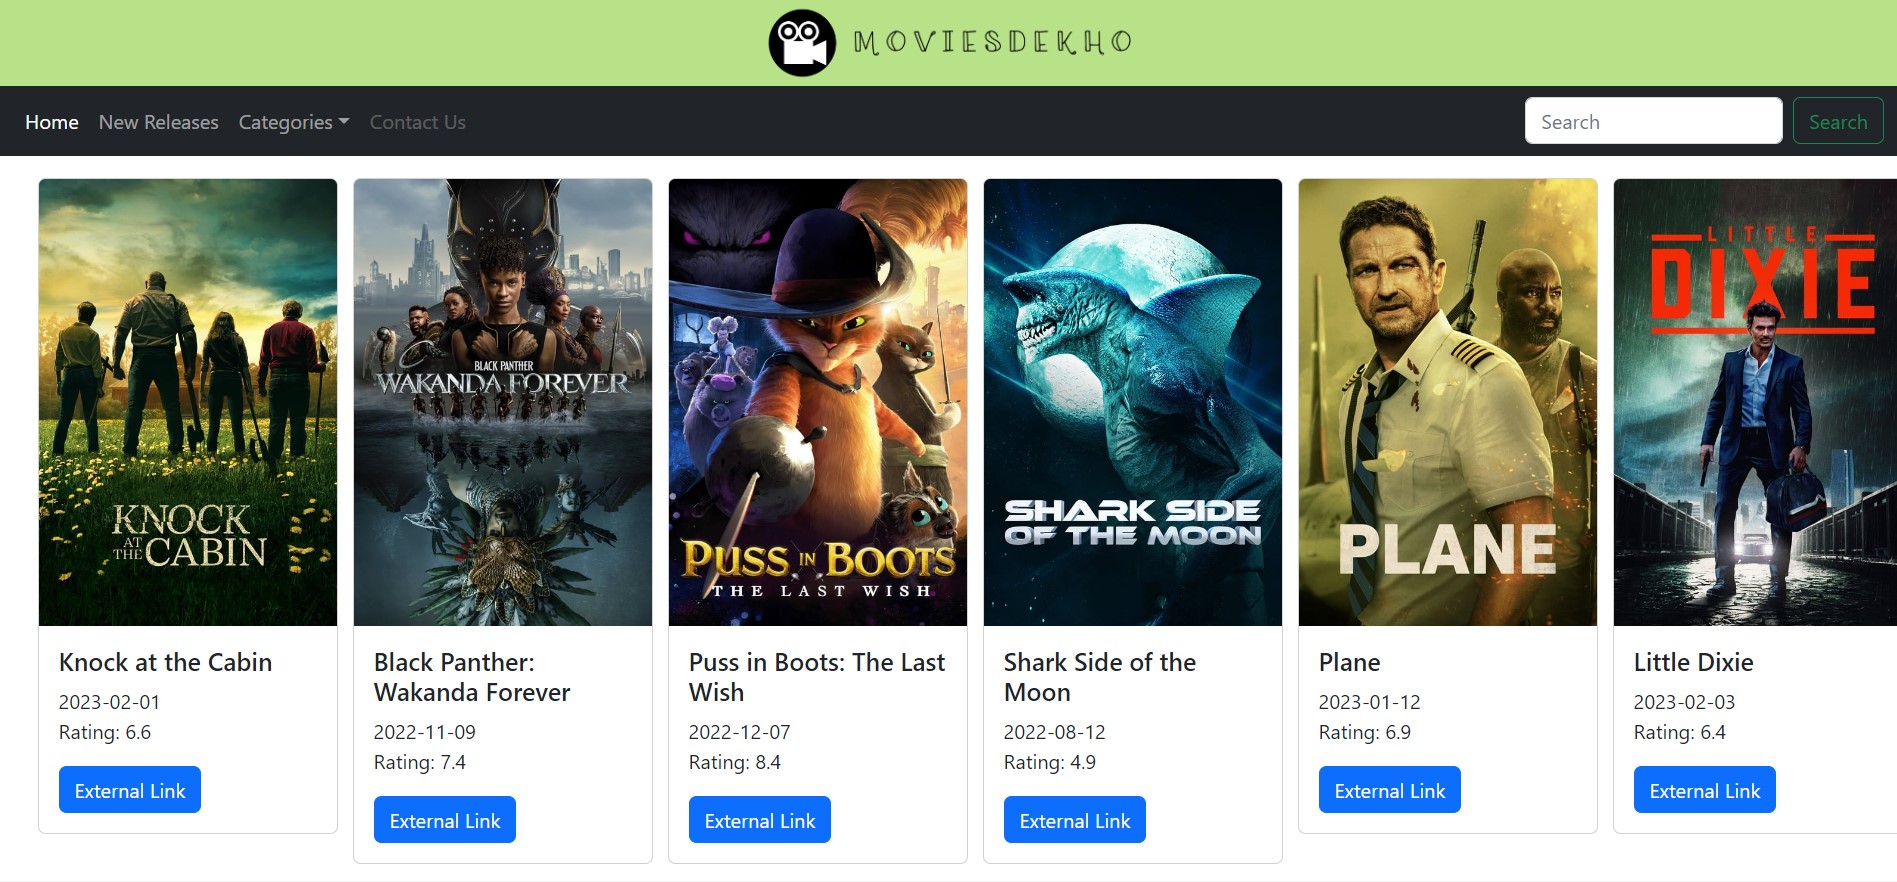 MOVIESDEKHO
Home New Releases Categories Contact Us Search Search
KNOCK
AT
THE CABIN
BLACK PANTHER
WAKANDA FOREVER
PUSS IN BOOTS
THE LAST WISH
SHARK SIDE
OF THE MOON
PLANE
LITTLE
DIXIE
Knock at the Cabin
2023-02-01
Rating: 6.6
External Link
Black Panther:
Wakanda Forever
2022-11-09
Rating: 7.4
External Link
Puss in Boots: The Last
Wish
2022-12-07
Rating: 8.4
External Link
Shark Side of the
Moon
2022-08-12
Rating: 4.9
External Link
Plane
2023-01-12
Rating: 6.9
External Link
Little Dixie
2023-02-03
Rating: 6.4
External Link